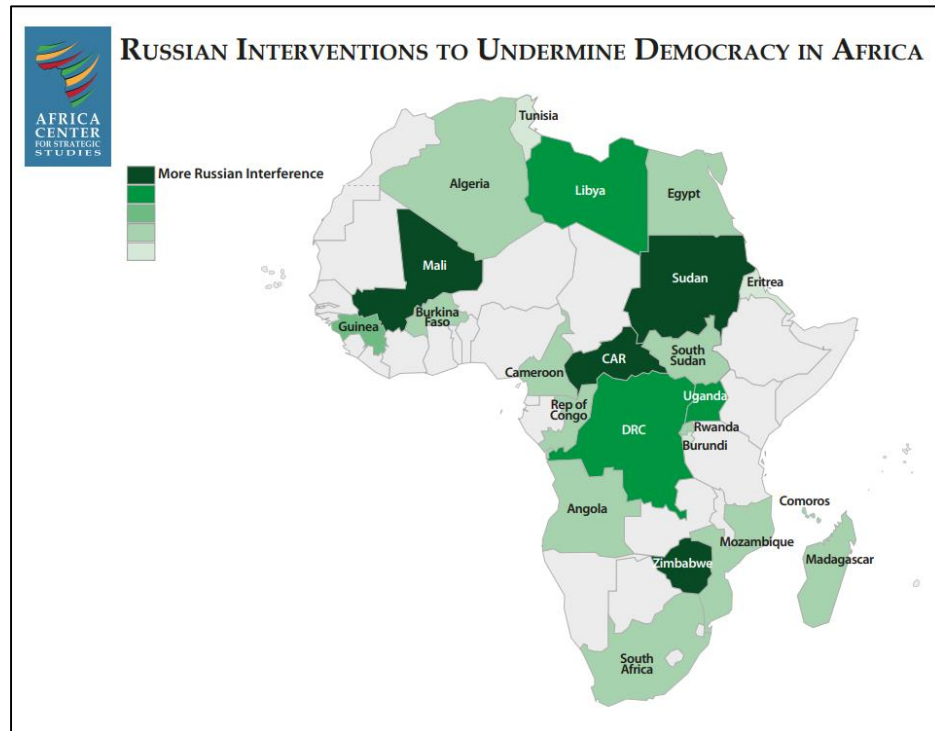 RUSSIAN INTERVENTIONS TO UNDERMINE DEMOCRACY IN AFRICA
AFRICA
CENTER
FOR STRATEGIC
STUDIES
More Russian Interference
Tunisia
Algeria
Libya
Egypt
Mali
Sudan
Eritrea
Burkina
Faso
Guinea
South
Sudan
CAR
Cameroon
Uganda
Rep of
Congo
Rwanda
DRC
Burundi
Comoros
Angola
Mozambique
Madagascar
Zimbabwe
South
Africa